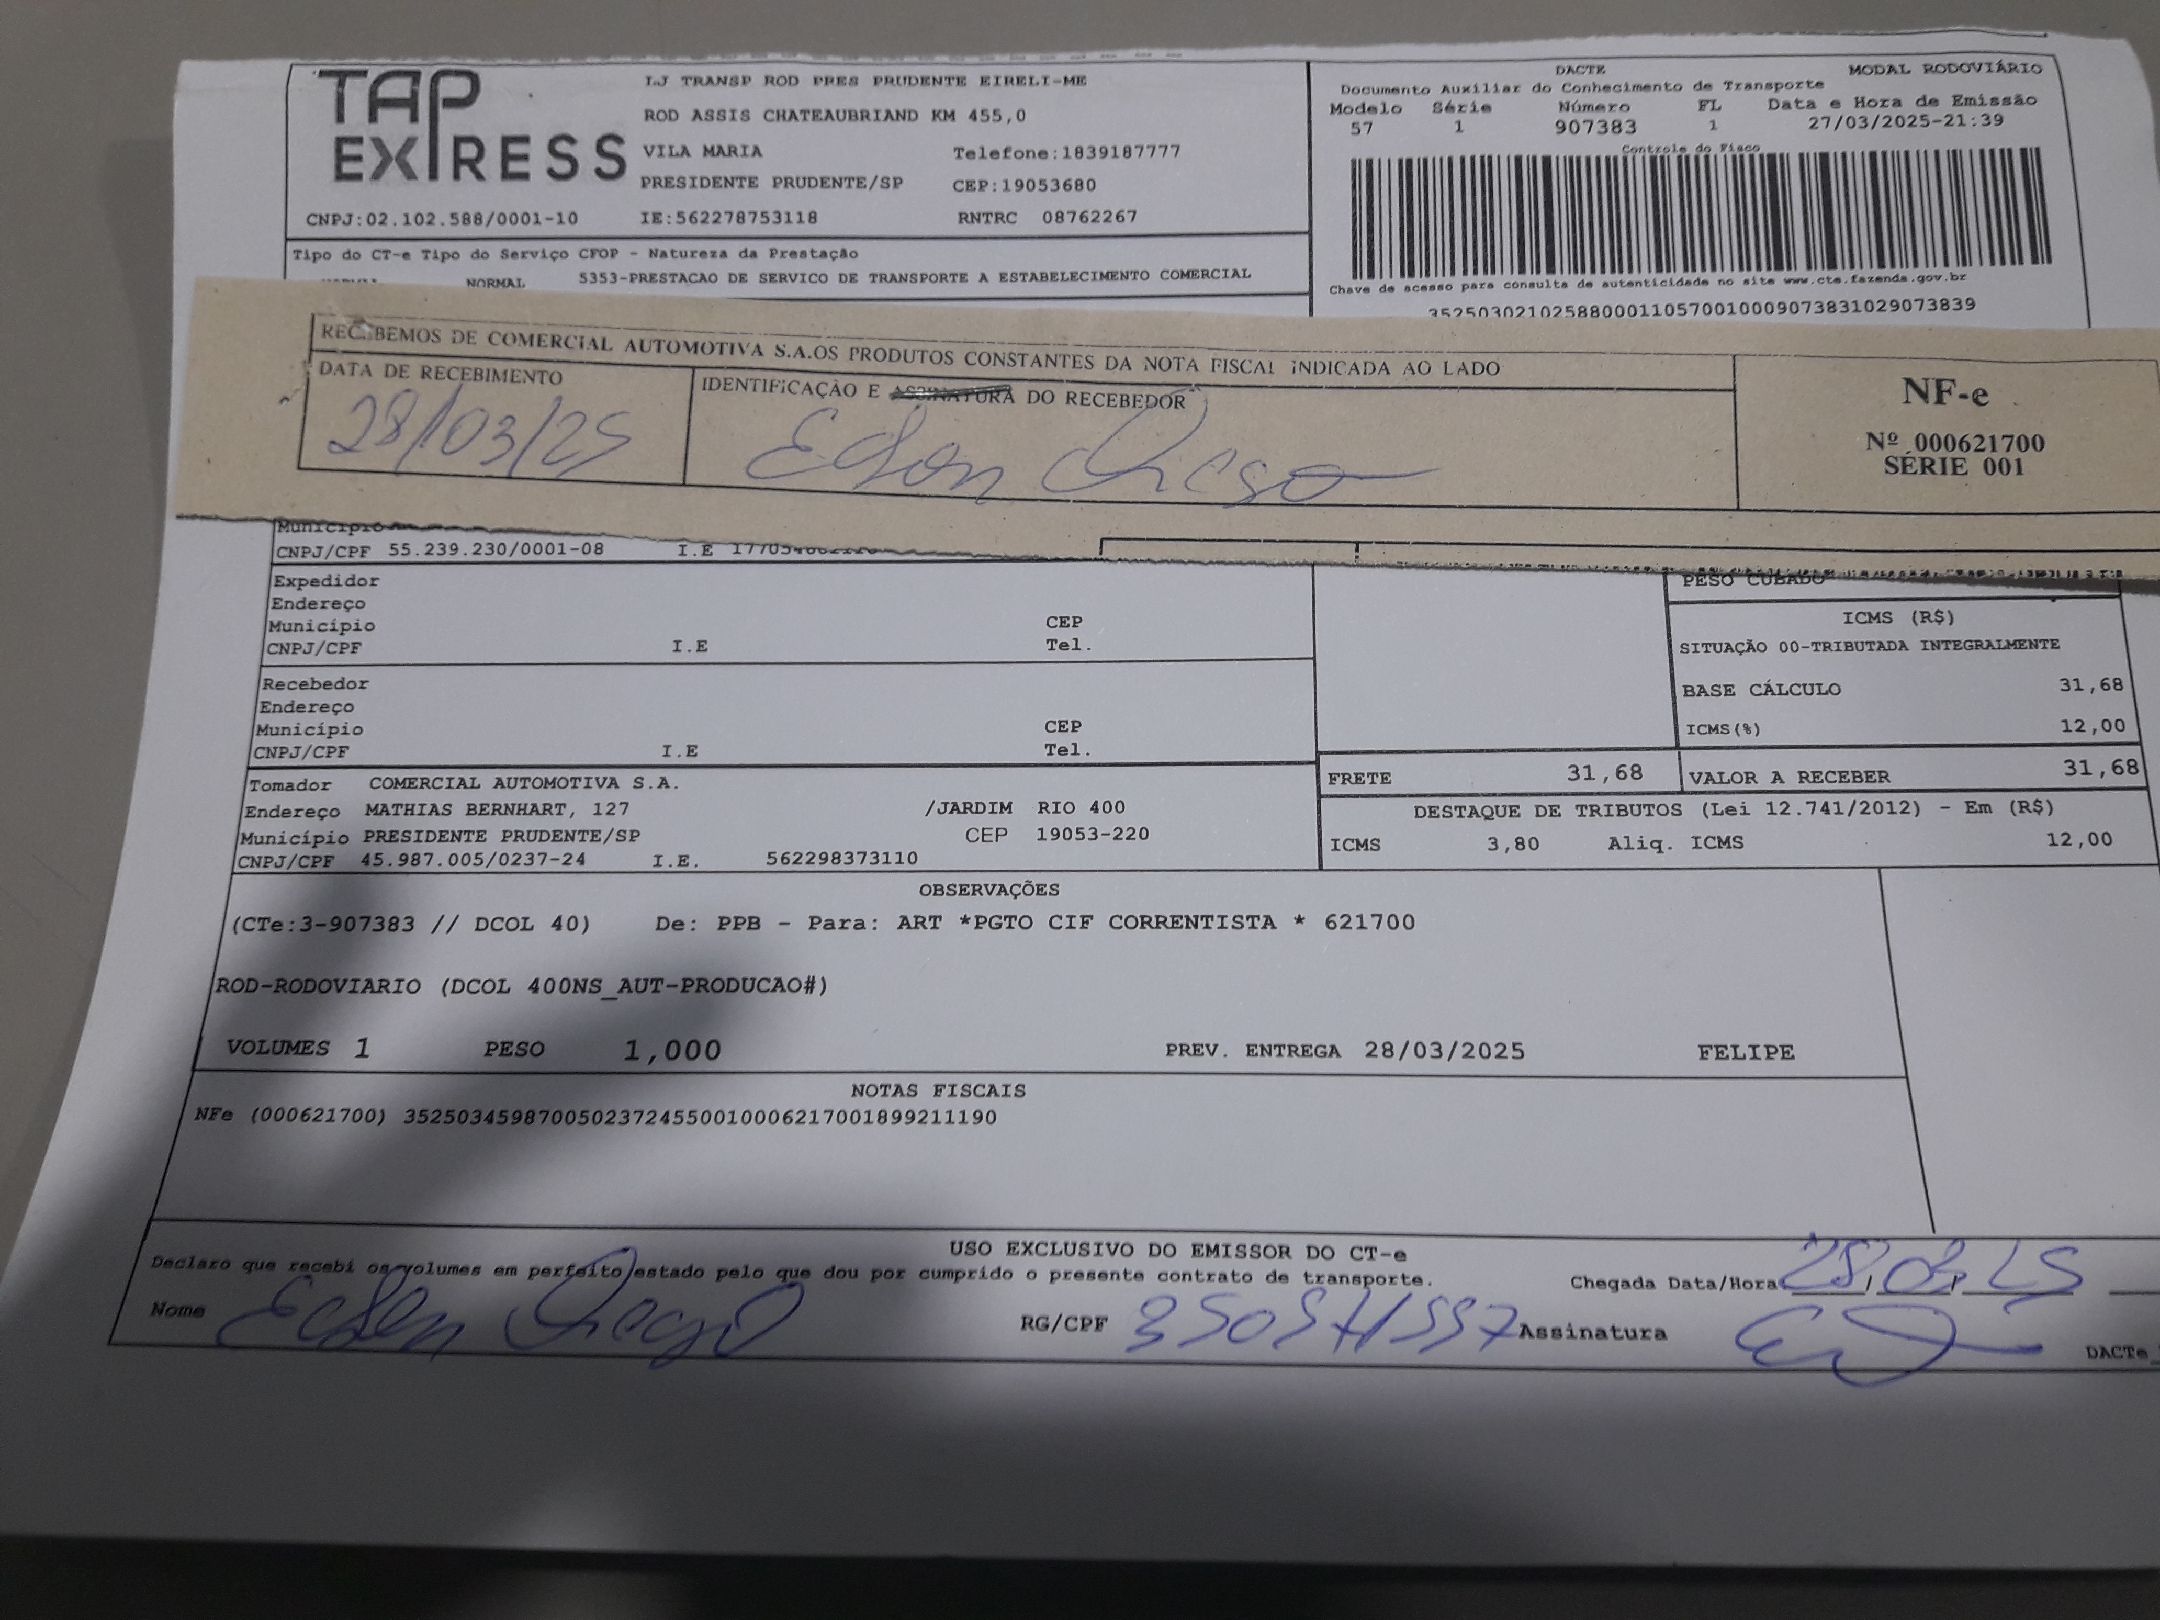 TAP EXPRESS
LJ TRANSP ROD PRES PRUDENTE EIRELI-ME
ROD ASSIS CHATEAUBRIAND KM 455,0
VILA MARIA Telefone:1839187777
PRESIDENTE PRUDENTE/SP CEP:19053680
CNPJ:02.102.588/0001-10 IE:562278753118 RNTRC 08762267
DACTE MODAL RODOVIÁRIO
Documento Auxiliar do Conhecimento de Transporte
Modelo Série Número FL Data e Hora de Emissão
57 1 907383 1 27/03/2025-21:39
Controle do Fisco
Chave de acesso para consulta de autenticidade no site www.cte.fazenda.gov.br
35250302102588000110570010009073831029073839
Tipo do CT-e Tipo do Serviço CFOP - Natureza da Prestação
NORMAL 5353-PRESTACAO DE SERVICO DE TRANSPORTE A ESTABELECIMENTO COMERCIAL
RECEBEMOS DE COMERCIAL AUTOMOTIVA S.A.OS PRODUTOS CONSTANTES DA NOTA FISCAL INDICADA AO LADO
DATA DE RECEBIMENTO
28/03/25
IDENTIFICAÇÃO E ASSINATURA DO RECEBEDOR
Edson
NF-e
Nº 000621700
SÉRIE 001
Município
CNPJ/CPF 55.239.230/0001-08 I.E
Expedidor
Endereço
Município CEP
CNPJ/CPF I.E Tel.
Recebedor
Endereço
Município CEP
CNPJ/CPF I.E Tel.
PESO CUBADO
ICMS (R$)
SITUAÇÃO 00-TRIBUTADA INTEGRALMENTE
BASE CÁLCULO 31,68
ICMS(%) 12,00
FRETE 31,68 VALOR A RECEBER 31,68
Tomador COMERCIAL AUTOMOTIVA S.A.
Endereço MATHIAS BERNHART, 127 /JARDIM RIO 400
Município PRESIDENTE PRUDENTE/SP CEP 19053-220
CNPJ/CPF 45.987.005/0237-24 I.E. 562298373110
DESTAQUE DE TRIBUTOS (Lei 12.741/2012) - Em (R$)
ICMS 3,80 Aliq. ICMS 12,00
OBSERVAÇÕES
(CTe:3-907383 // DCOL 40) De: PPB - Para: ART *PGTO CIF CORRENTISTA * 621700
ROD-RODOVIARIO (DCOL 400NS_AUT-PRODUCAO#)
VOLUMES 1 PESO 1,000 PREV. ENTREGA 28/03/2025 FELIPE
NOTAS FISCAIS
NFe (000621700) 35250345987005023724550010006217001899211190
USO EXCLUSIVO DO EMISSOR DO CT-e
Declaro que recebi os volumes em perfeito estado pelo que dou por cumprido o presente contrato de transporte.
Chegada Data/Hora 28/03/25
Nome Edson RG/CPF Assinatura
DACTe_